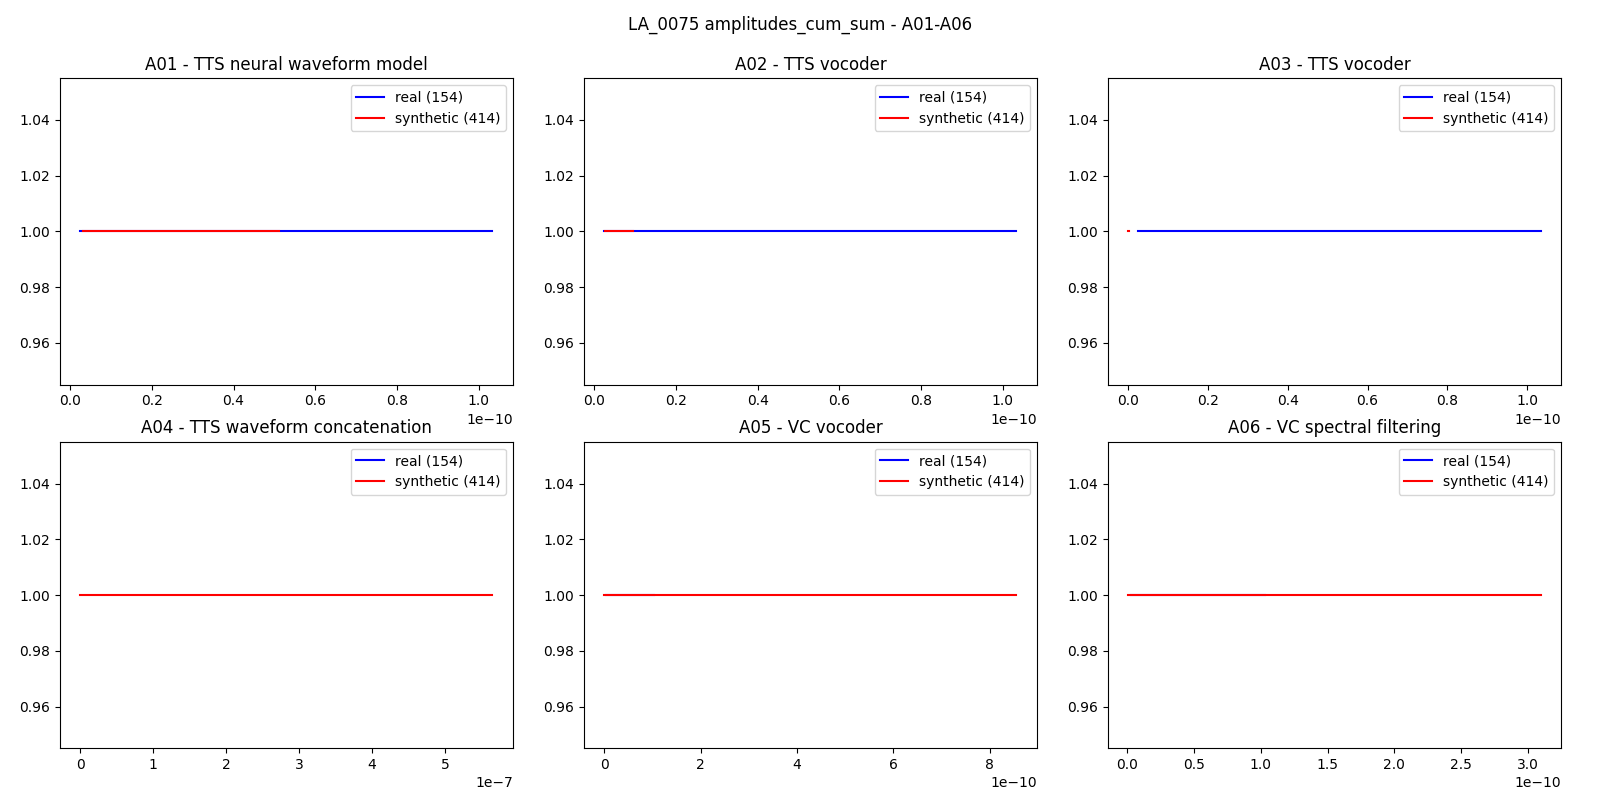 LA_0075 amplitudes_cum_sum - A01-A06
A01 - TTS neural waveform model
real (154)
synthetic (414)
1.04
1.02
1.00
0.98
0.96
0.0 0.2 0.4 0.6 0.8 1.0
1e−10
A02 - TTS vocoder
real (154)
synthetic (414)
1.04
1.02
1.00
0.98
0.96
0.0 0.2 0.4 0.6 0.8 1.0
A03 - TTS vocoder
real (154)
synthetic (414)
1.04
1.02
1.00
0.98
0.96
0.0 0.2 0.4 0.6 0.8 1.0
1e−10
A04 - TTS waveform concatenation
real (154)
synthetic (414)
1.04
1.02
1.00
0.98
0.96
0 1 2 3 4 5
1e−7
A05 - VC vocoder
real (154)
synthetic (414)
1.04
1.02
1.00
0.98
0.96
0 2 4 6 8
1e−10
A06 - VC spectral filtering
real (154)
synthetic (414)
1.04
1.02
1.00
0.98
0.96
0.0 0.5 1.0 1.5 2.0 2.5 3.0
1e−10